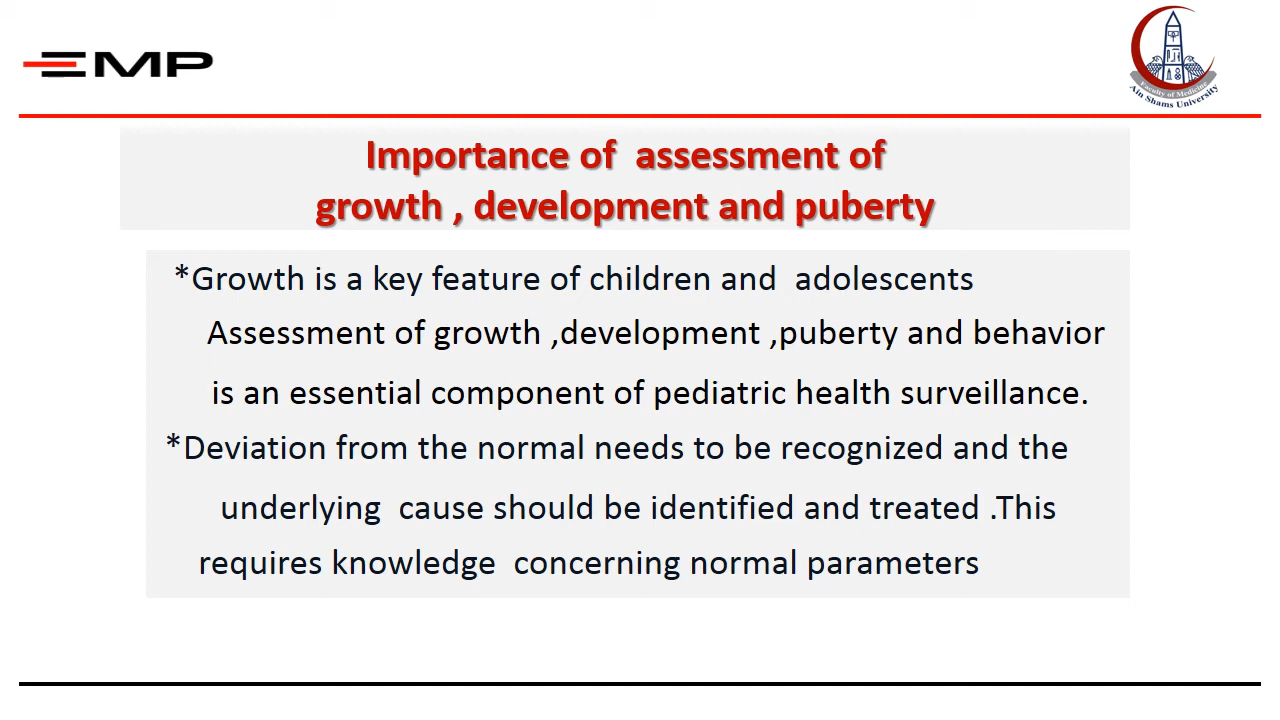 EMP
Faculty of Medicine
Ain Shams University
Importance of  assessment of
growth , development and puberty
*Growth is a key feature of children and  adolescents
Assessment of growth ,development ,puberty and behavior
is an essential component of pediatric health surveillance.
*Deviation from the normal needs to be recognized and the
underlying  cause should be identified and treated .This
requires knowledge  concerning normal parameters